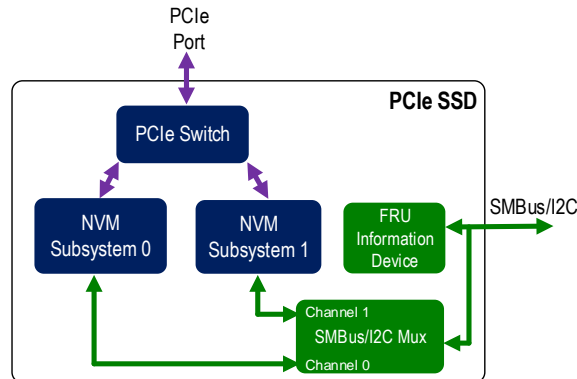 PCIe
Port
PCIe SSD
PCIe Switch
NVM
Subsystem 0
NVM
Subsystem 1
FRU
Information
Device
SMBus/I2C
Channel 1
SMBus/I2C Mux
Channel 0